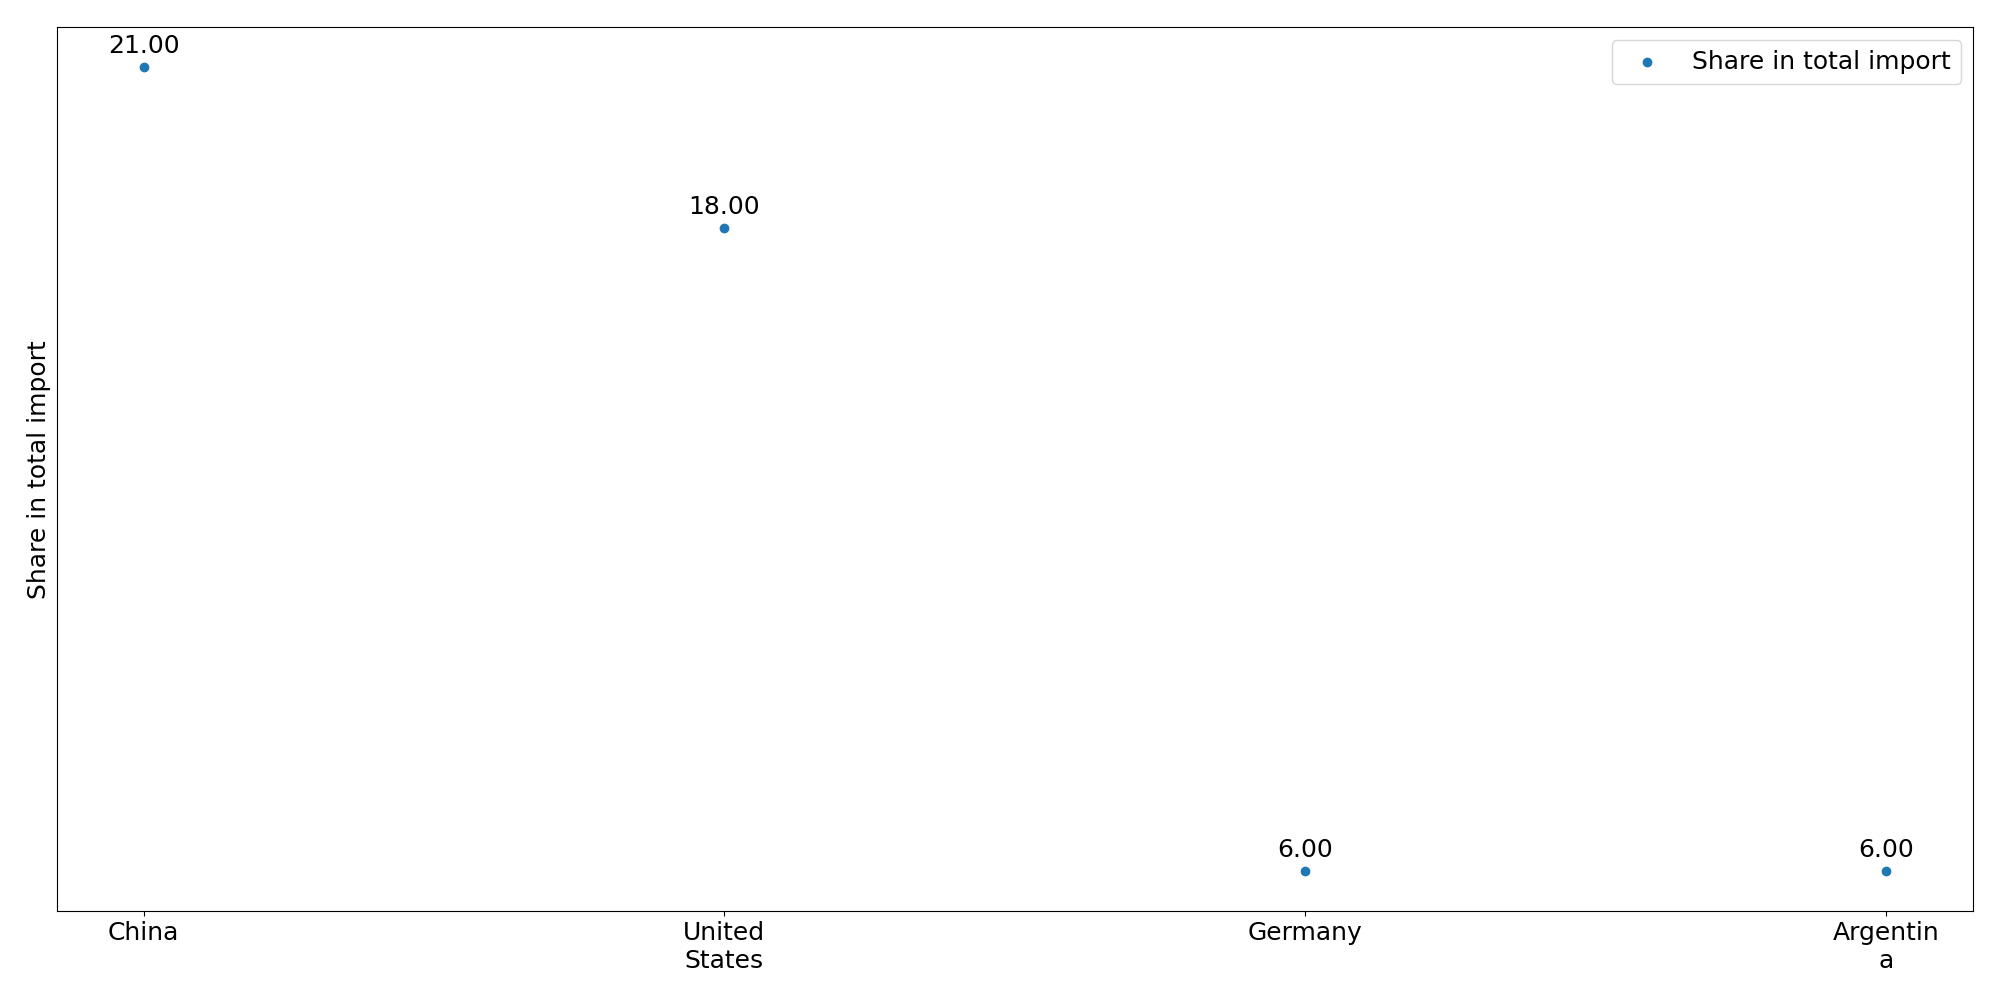 21.00
Share in total import
18.00
Share in total import
6.00
6.00
China
United
States
Germany
Argentin
a